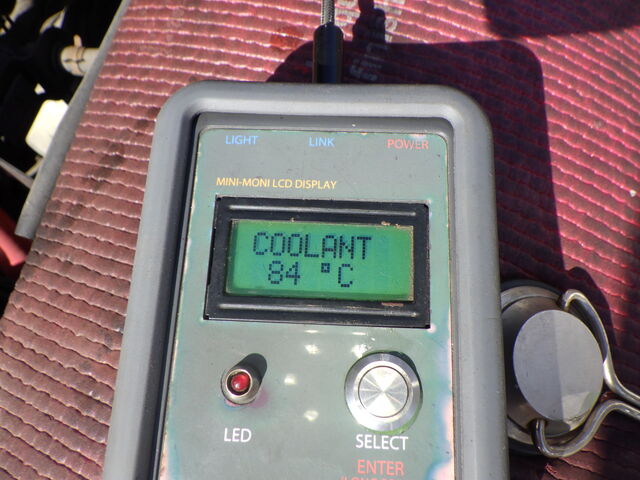 LIGHT LINK POWER
MINI-MONI LCD DISPLAY
COOLANT
84 °C
LED
SELECT
ENTER